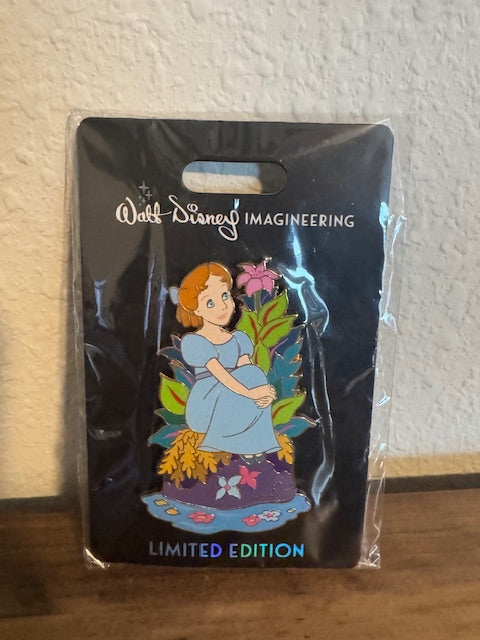 Walt Disney IMAGINEERING
LIMITED EDITION